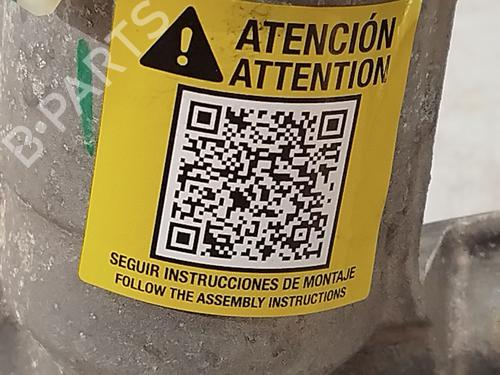 B-PARTS
ATENCIÓN
ATTENTION
SEGUIR INSTRUCCIONES DE MONTAJE
FOLLOW THE ASSEMBLY INSTRUCTIONS